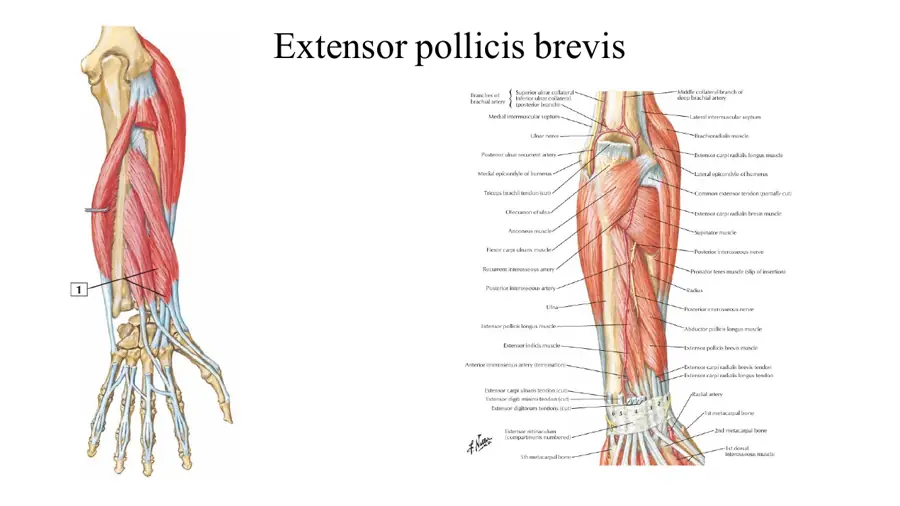 Extensor pollicis brevis
1
Branches of
brachial artery
Superior ulnar collateral
Inferior ulnar collateral
(posterior branch)
Medial intermuscular septum
Ulnar nerve
Posterior ulnar recurrent artery
Medial epicondyle of humerus
Triceps brachii tendon (cut)
Olecranon of ulna
Anconeus muscle
Flexor carpi ulnaris muscle
Recurrent interosseous artery
Posterior interosseous artery
Ulna
Extensor pollicis longus muscle
Extensor indicis muscle
Anterior interosseous artery (termination)
Extensor carpi ulnaris tendon (cut)
Extensor digiti minimi tendon (cut)
Extensor digitorum tendons (cut)
Extensor retinaculum
(compartments numbered)
5th metacarpal bone
Middle collateral branch of
deep brachial artery
Lateral intermuscular septum
Brachioradialis muscle
Extensor carpi radialis longus muscle
Lateral epicondyle of humerus
Common extensor tendon (partially cut)
Extensor carpi radialis brevis muscle
Supinator muscle
Posterior interosseous nerve
Pronator teres muscle (slip of insertion)
Radius
Posterior interosseous nerve
Abductor pollicis longus muscle
Extensor pollicis brevis muscle
Extensor carpi radialis brevis tendon
Extensor carpi radialis longus tendon
Radial artery
1st metacarpal bone
2nd metacarpal bone
1st dorsal
interosseous muscle
6 5 4 3 2 1